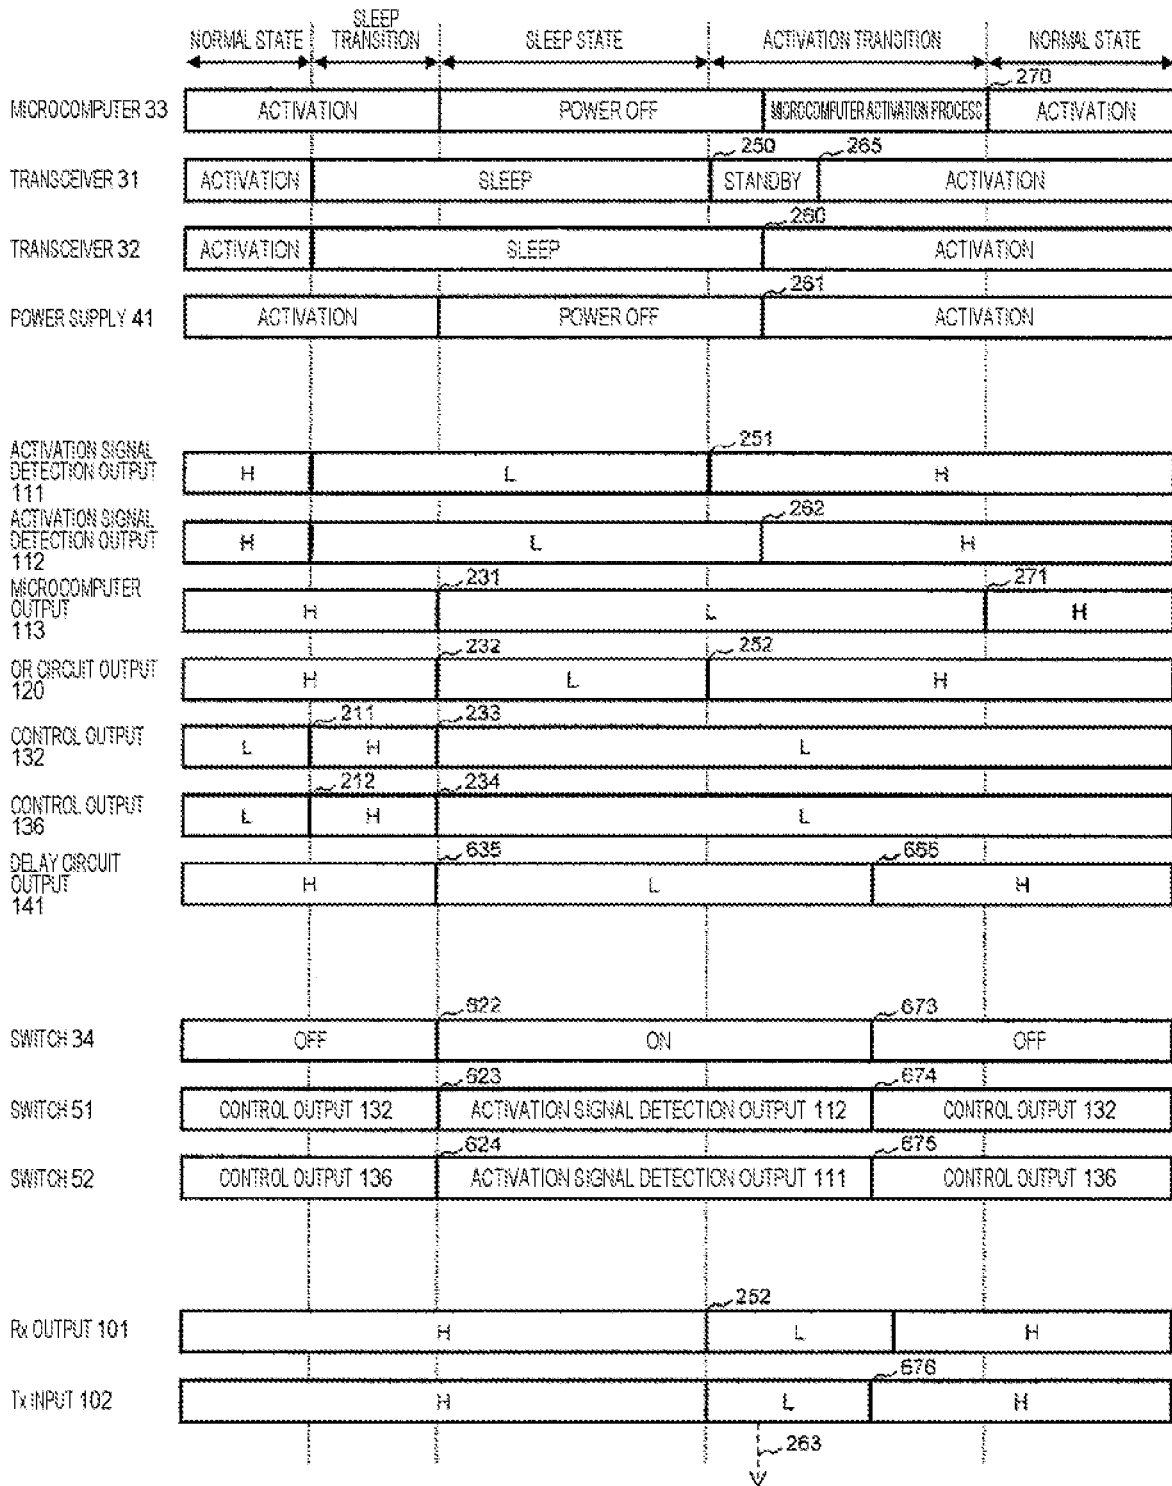 NORMAL STATE
SLEEP
TRANSITION
SLEEP STATE
ACTIVATION TRANSITION
NORMAL STATE
270
MICROCOMPUTER 33
ACTIVATION
POWER OFF
MICROCOMPUTER ACTIVATION PROCESS
ACTIVATION
250
265
TRANSCEIVER 31
ACTIVATION
SLEEP
STANDBY
ACTIVATION
260
TRANSCEIVER 32
ACTIVATION
SLEEP
ACTIVATION
261
POWER SUPPLY 41
ACTIVATION
POWER OFF
ACTIVATION
251
ACTIVATION SIGNAL
DETECTION OUTPUT
111
H
L
H
262
ACTIVATION SIGNAL
DETECTION OUTPUT
112
H
L
H
231
271
MICROCOMPUTER
OUTPUT
113
H
L
H
232
252
OR CIRCUIT OUTPUT
120
H
L
H
211
233
CONTROL OUTPUT
132
L
H
L
212
234
CONTROL OUTPUT
136
L
H
L
635
666
DELAY CIRCUIT
OUTPUT
141
H
L
H
622
673
SWITCH 34
OFF
ON
OFF
623
674
SWITCH 51
CONTROL OUTPUT 132
ACTIVATION SIGNAL DETECTION OUTPUT 112
CONTROL OUTPUT 132
624
675
SWITCH 52
CONTROL OUTPUT 136
ACTIVATION SIGNAL DETECTION OUTPUT 111
CONTROL OUTPUT 136
252
Rx OUTPUT 101
H
L
H
676
Tx INPUT 102
H
L
H
263